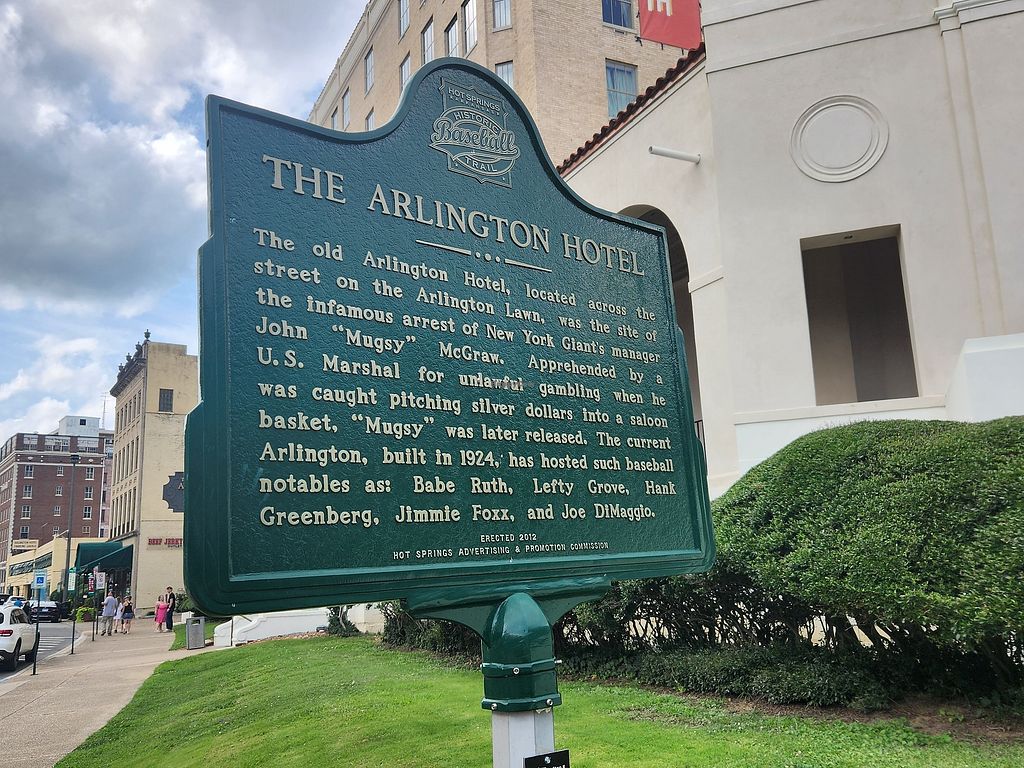 HOT SPRINGS
HISTORIC
Baseball
TRAIL
THE ARLINGTON HOTEL
The old Arlington Hotel, located across the
street on the Arlington Lawn, was the site of
the infamous arrest of New York Giant's manager
John "Mugsy" McGraw. Apprehended by a
U.S. Marshal for unlawful gambling when he
was caught pitching silver dollars into a saloon
basket, "Mugsy" was later released. The current
Arlington, built in 1924, has hosted such baseball
notables as: Babe Ruth, Lefty Grove, Hank
Greenberg, Jimmie Foxx, and Joe DiMaggio.
ERECTED 2012
HOT SPRINGS ADVERTISING & PROMOTION COMMISSION
BEEF JERKY